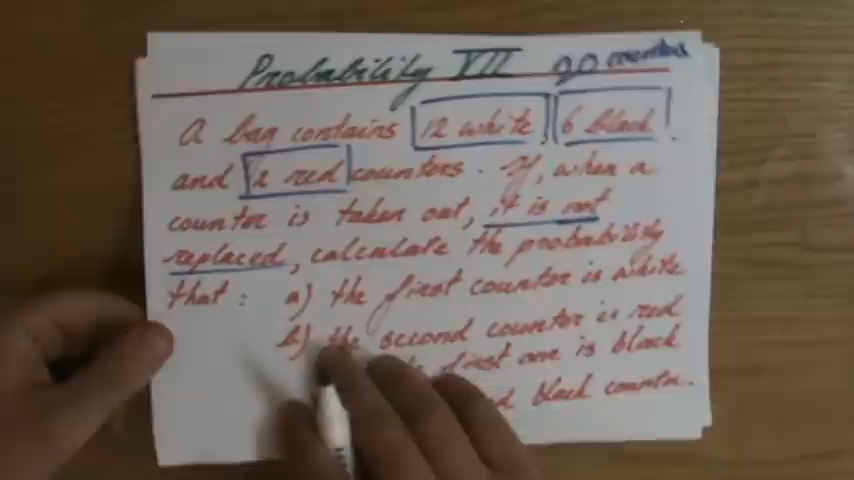 Probability VII 20 counters
A bag contains 12 white, 6 black
and 2 red counters. If, when a
counter is taken out, it is not
replaced, calculate the probability
that: a) the first counter is white
b) the second counter is red
first one is black
black counter.